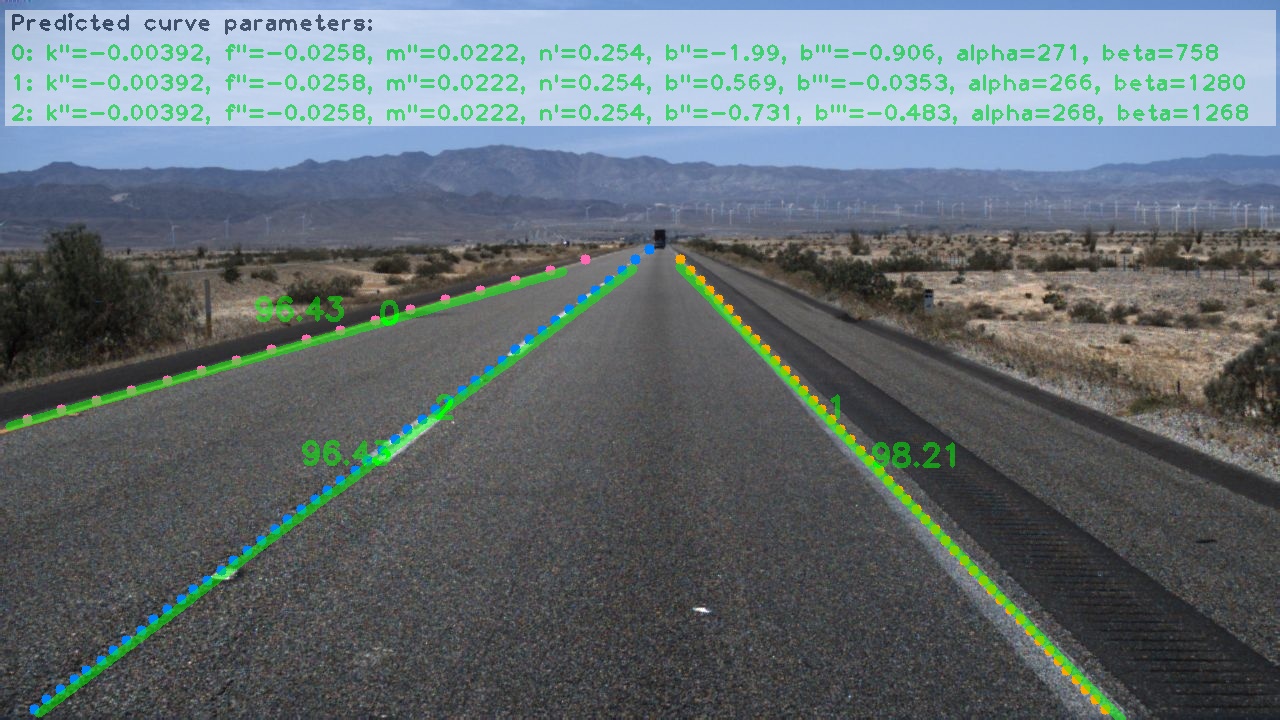 Predicted curve parameters:
0: k''=-0.00392, f''=-0.0258, m''=0.0222, n'=0.254, b''=-1.99, b'''=-0.906, alpha=271, beta=758
1: k''=-0.00392, f''=-0.0258, m''=0.0222, n'=0.254, b''=0.569, b'''=-0.0353, alpha=266, beta=1280
2: k''=-0.00392, f''=-0.0258, m''=0.0222, n'=0.254, b''=-0.731, b'''=-0.483, alpha=268, beta=1268
96.43 0
2 1
96.43 98.21